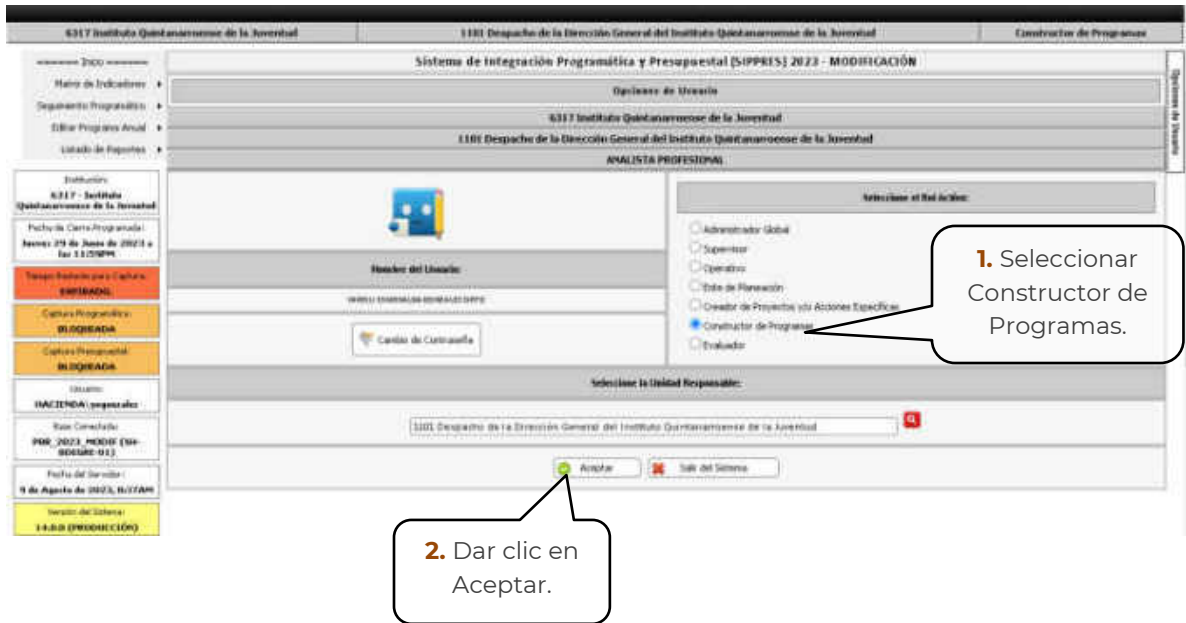 6317 Instituto Quintanarroense de la Juventud
1101 Despacho de la Dirección General del Instituto Quintanarroense de la Juventud
Constructor de Programas
Inicio
Matriz de Indicadores
Seguimiento Programático
Editar Programa Anual
Listado de Reportes
Institución:
6317 - Instituto
Quintanarroense de la Juventud
Fecha de Cierre Programada:
Jueves 29 de Junio de 2023 a
las 11:59PM
Tiempo Restante para Captura:
EXPIRADO.
Captura Programática:
BLOQUEADA
Captura Presupuestal:
BLOQUEADA
Usuario:
Base Conectada:
Fecha del Servidor:
9 de Agosto de 2023,
Versión del Sistema:
(PRODUCCIÓN)
Sistema de Integración Programática y Presupuestal (SIPPRES) 2023 - MODIFICACIÓN
Opciones de Usuario
6317 Instituto Quintanarroense de la Juventud
1101 Despacho de la Dirección General del Instituto Quintanarroense de la Juventud
ANALISTA PROFESIONAL
Nombre del Usuario:
Cambio de Contraseña
Seleccione el Rol Activo:
Administrador Global
Supervisor
Operativo
Ente de Planeación
Creador de Proyectos y/o Acciones Específicas
Constructor de Programas
Evaluador
Seleccione la Unidad Responsable:
1101 Despacho de la Dirección General del Instituto Quintanarroense de la Juventud
Aceptar
Salir del Sistema
Opciones de Usuario
1. Seleccionar
Constructor de
Programas.
2. Dar clic en
Aceptar.